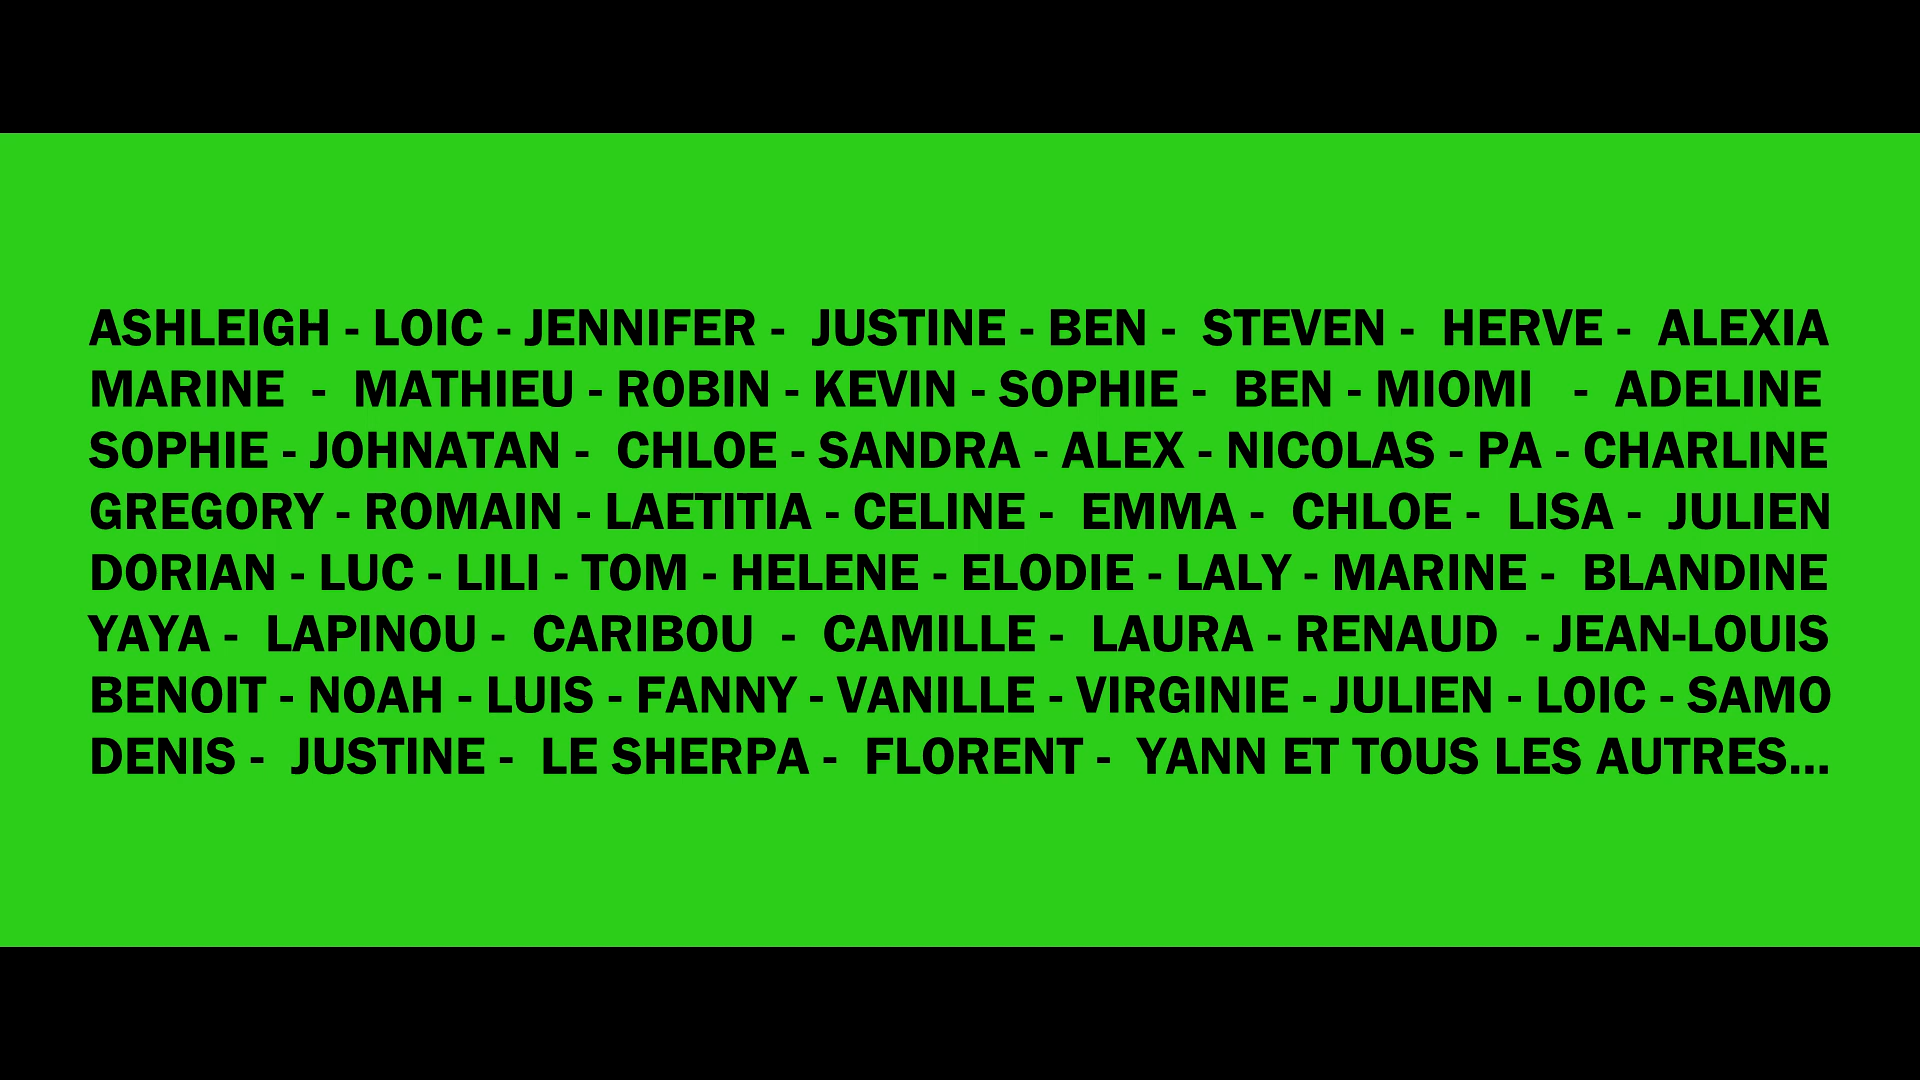 ASHLEIGH - LOIC - JENNIFER - JUSTINE - BEN - STEVEN - HERVE - ALEXIA
MARINE - MATHIEU - ROBIN - KEVIN - SOPHIE - BEN - MIOMI - ADELINE
SOPHIE - JOHNATAN - CHLOE - SANDRA - ALEX - NICOLAS - PA - CHARLINE
GREGORY - ROMAIN - LAETITIA - CELINE - EMMA - CHLOE - LISA - JULIEN
DORIAN - LUC - LILI - TOM - HELENE - ELODIE - LALY - MARINE - BLANDINE
YAYA - LAPINOU - CARIBOU - CAMILLE - LAURA - RENAUD - JEAN-LOUIS
BENOIT - NOAH - LUIS - FANNY - VANILLE - VIRGINIE - JULIEN - LOIC - SAMO
DENIS - JUSTINE - LE SHERPA - FLORENT - YANN ET TOUS LES AUTRES...